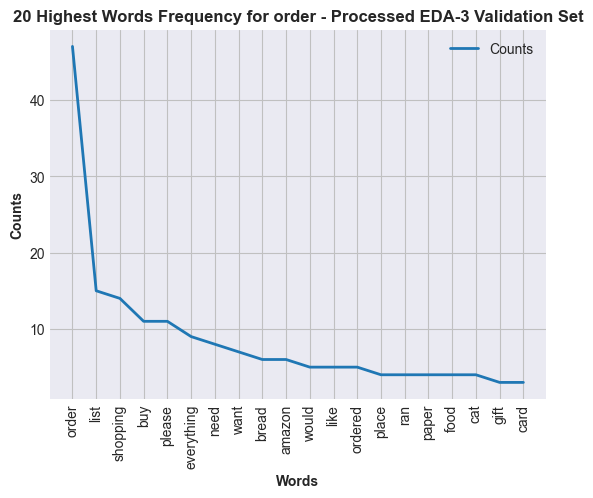 20 Highest Words Frequency for order - Processed EDA-3 Validation Set
Counts
40
30
20
10
Counts
order
list
shopping
buy
please
everything
need
want
bread
amazon
would
like
ordered
place
ran
paper
food
cat
gift
card
Words